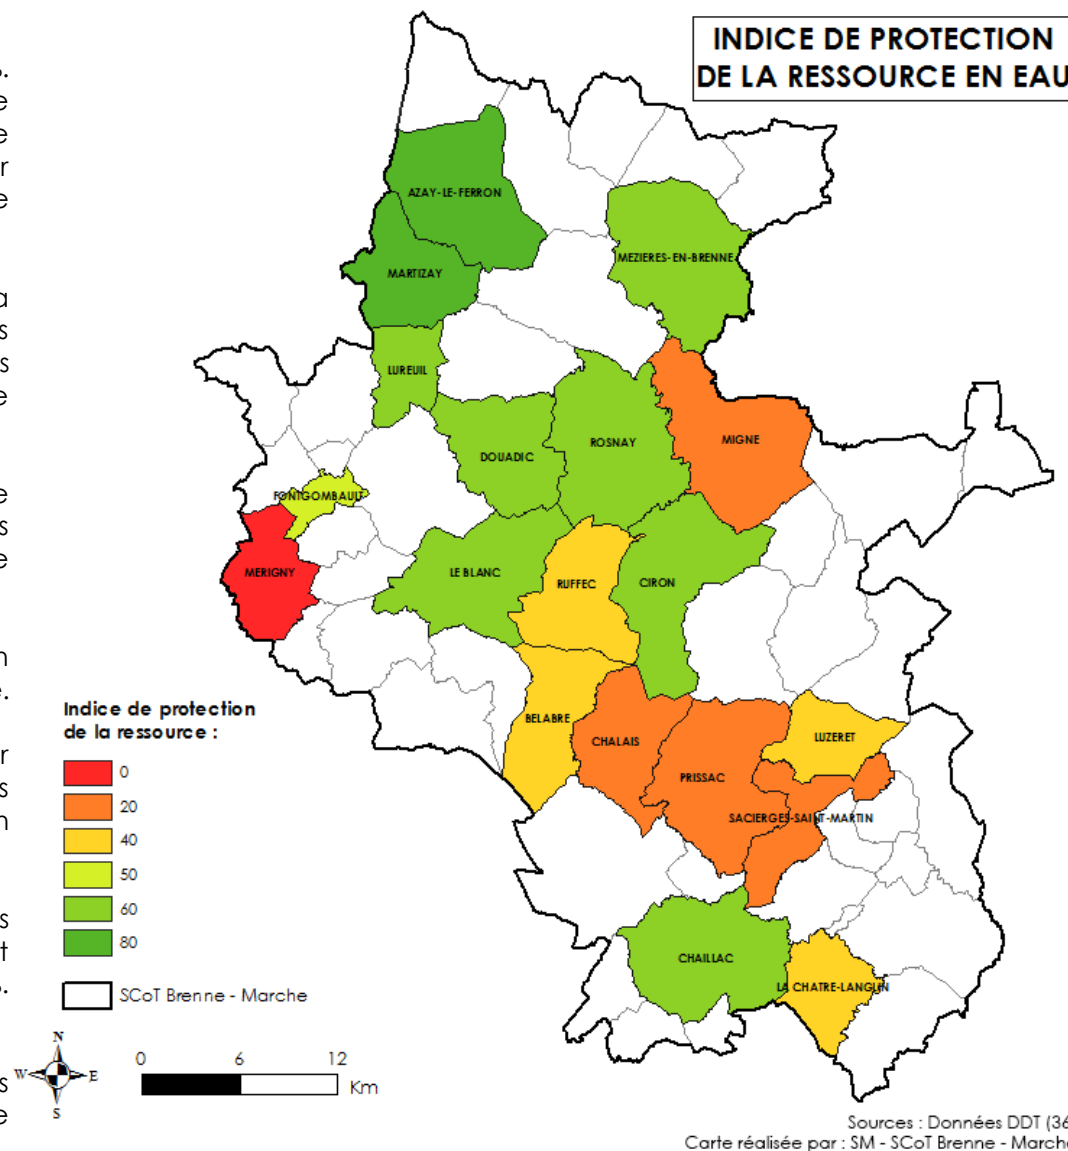 INDICE DE PROTECTION
DE LA RESSOURCE EN EAU
AZAY-LE-FERRON
MEZIERES-EN-BRENNE
MARTIZAY
LUREUIL
MIGNE
ROSNAY
DOUADIC
FONTGOMBAULT
MERIGNY
LE BLANC
RUFFEC
CIRON
BELABRE
CHALAIS
LUZERET
PRISSAC
SACIERGES-SAINT-MARTIN
CHAILLAC
LA CHATRE-LANGLIN
Indice de protection
de la ressource :
0
20
40
50
60
80
SCoT Brenne - Marche
N
W E
S
0 6 12
Km
Sources : Données DDT (36
Carte réalisée par : SM - SCoT Brenne - Marche